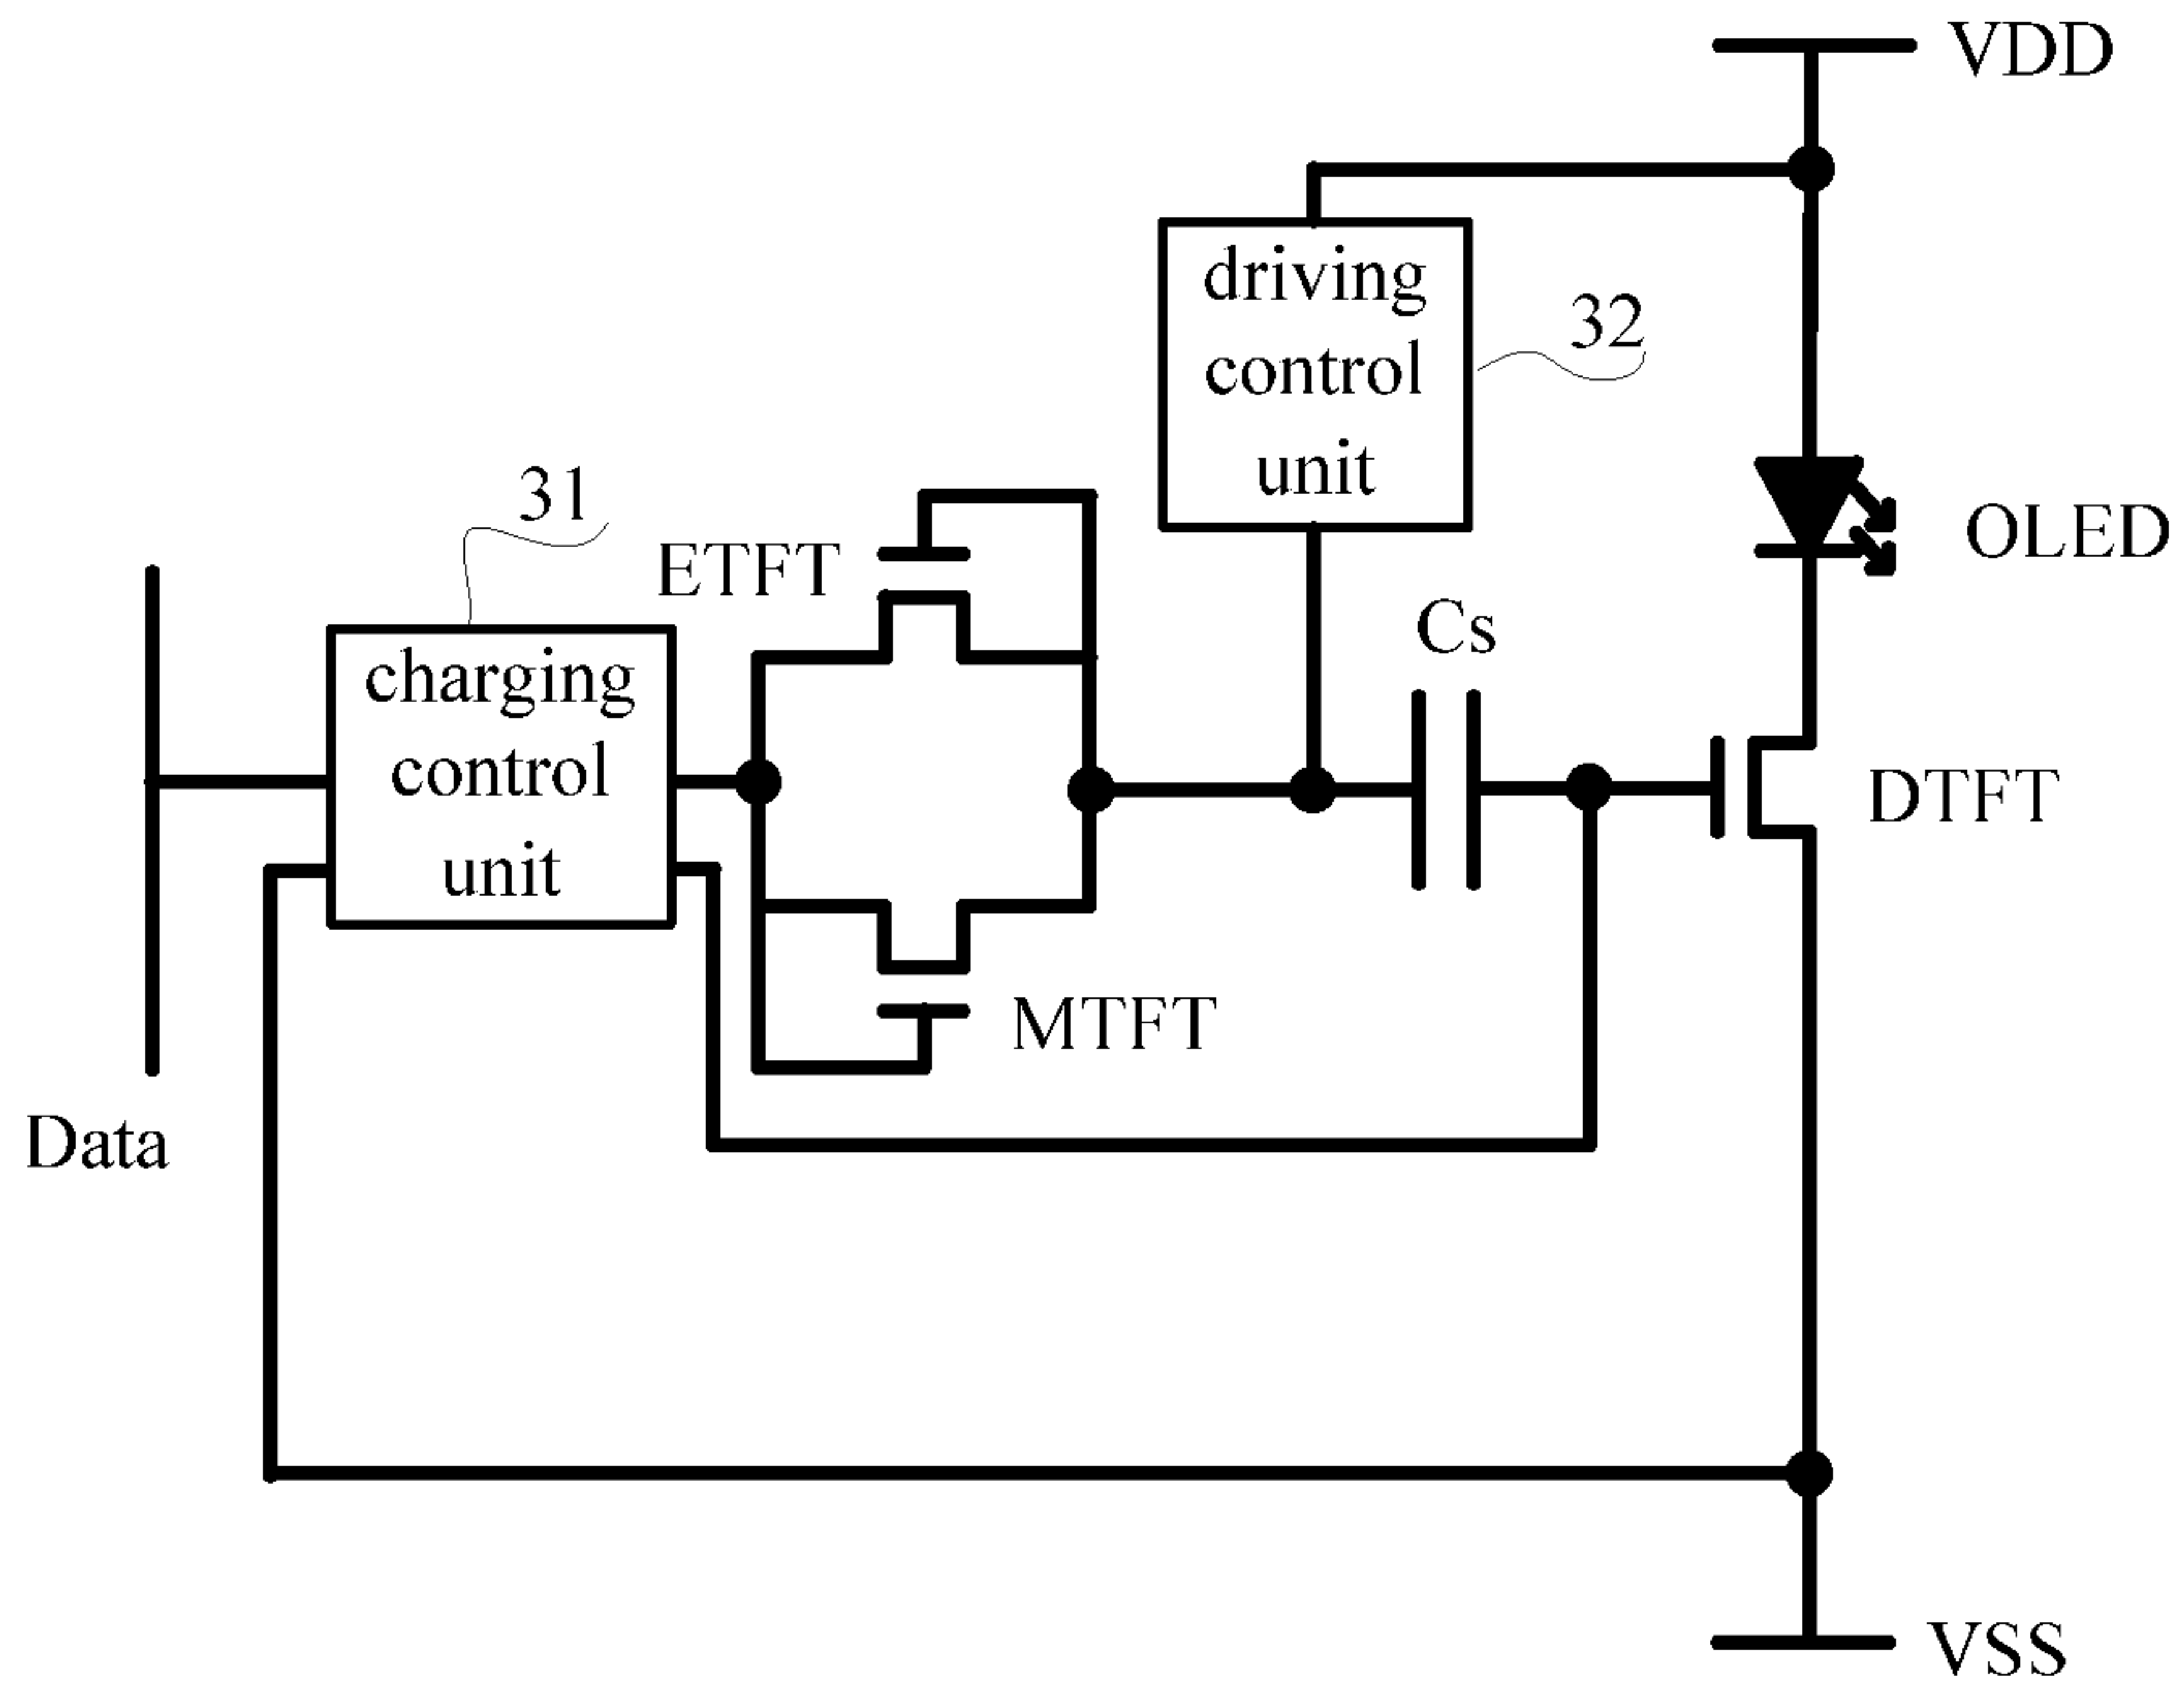 VDD
driving
control
unit
32
31
ETFT
OLED
Cs
charging
control
unit
DTFT
MTFT
Data
VSS